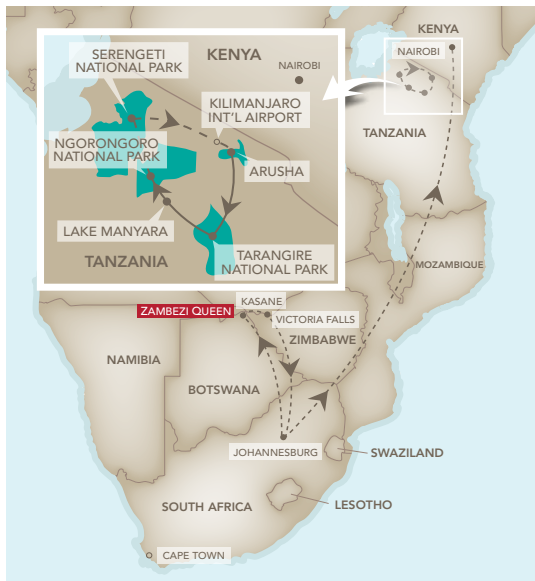 KENYA
NAIROBI
SERENGETI
NATIONAL PARK
KENYA
NAIROBI
KILIMANJARO
INT'L AIRPORT
NGORONGORO
NATIONAL PARK
ARUSHA
LAKE MANYARA
TANZANIA
TARANGIRE
NATIONAL PARK
TANZANIA
MOZAMBIQUE
KASANE
ZAMBEZI QUEEN
VICTORIA FALLS
ZIMBABWE
NAMIBIA
BOTSWANA
JOHANNESBURG
SWAZILAND
SOUTH AFRICA
LESOTHO
CAPE TOWN